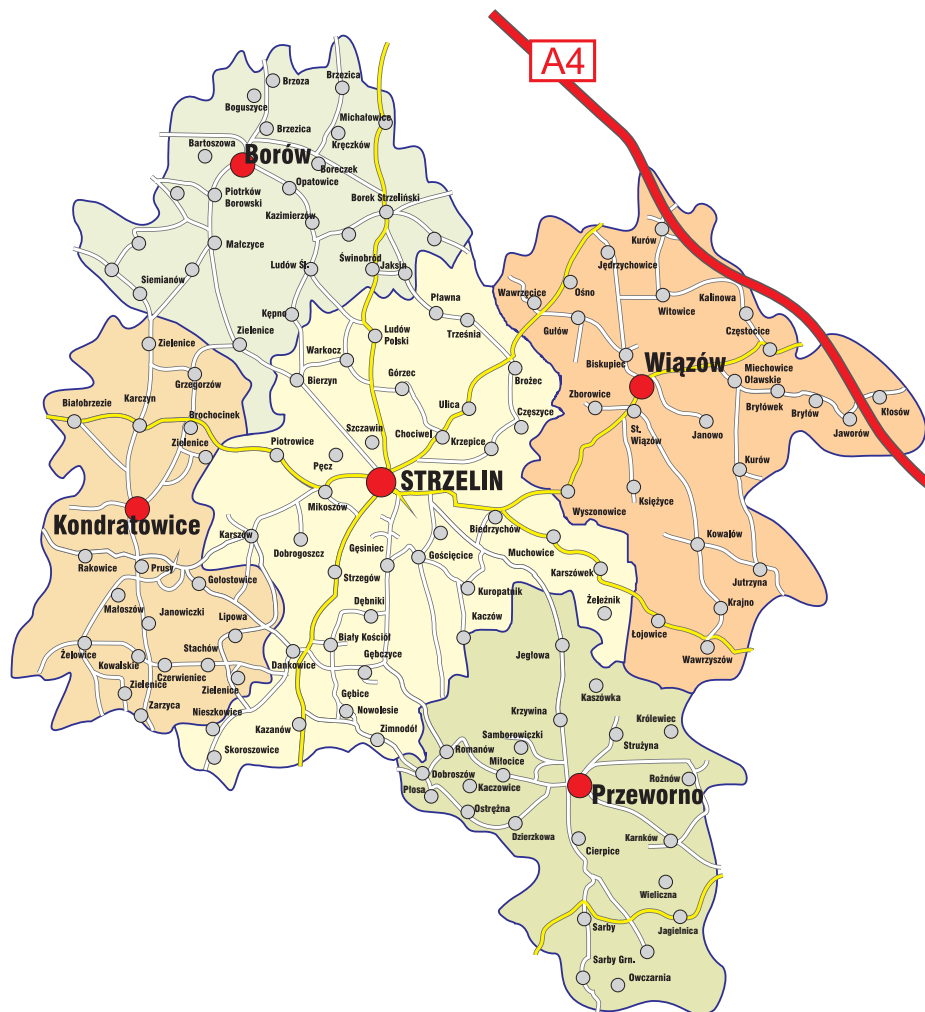 A4
Brzoza
Brzezica
Boguszyce
Michałowice
Brzezica
Kręczków
Bartoszowa
Borów
Boreczek
Opatowice
Piotrków
Borowski
Borek Strzeliński
Kazimierzów
Małczyce
Świnobród
Jaksin
Ludów Śl.
Siemianów
Kępno
Zielenice
Kurów
Jędrzychowice
Wawrzęcice
Ośno
Witowice
Kalinowa
Częstocice
Gułów
Biskupiec
Wiązów
Miechowice
Oławskie
Bryłówek
Bryłów
Kłosów
Jaworów
Zborowice
St.
Wiązów
Janowo
Kurów
Księżyce
Wyszonowice
Kowalów
Jutrzyna
Krajno
Łojowice
Wawrzyszów
Pławna
Trześnia
Ludów
Polski
Warkocz
Bierzyn
Górzec
Brożec
Ulica
Częszyce
Szczawin
Chociwel
Krzepice
Piotrowice
Pęcz
STRZELIN
Mikoszów
Biedrzychów
Muchowice
Karszów
Dobrogoszcz
Gęsiniec
Gościęcice
Karszówek
Strzegów
Kuropatnik
Żeleźnik
Dębniki
Kaczów
Lipowa
Biały Kościół
Gębczyce
Dankowice
Gębice
Nowolesie
Kazanów
Zimnodół
Nieszkowice
Skoroszowice
Zielenice
Grzegorzów
Białobrzezie
Karczyn
Brochocinek
Zielenice
Kondratowice
Rakowice
Prusy
Gołostowice
Małoszów
Janowiczki
Stachów
Żelowice
Kowalskie
Czerwieniec
Zielenice
Zielenice
Zarzyca
Jegłowa
Kaszówka
Krzywina
Królewiec
Samborowiczki
Strużyna
Romanów
Miłocice
Dobroszów
Kaczowice
Rożnów
Przeworno
Płosa
Ostrężna
Dzierzkowa
Karnków
Cierpice
Wieliczna
Sarby
Jagielnica
Sarby Grn.
Owczarnia